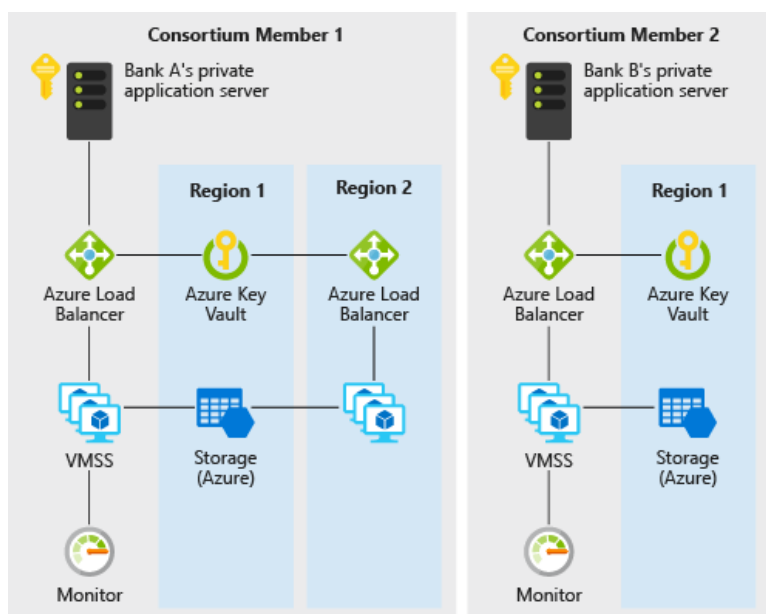 Consortium Member 1
Bank A's private
application server
Region 1
Region 2
Azure Load
Balancer
Azure Key
Vault
Azure Load
Balancer
VMSS
Storage
(Azure)
Monitor
Consortium Member 2
Bank B's private
application server
Region 1
Azure Load
Balancer
Azure Key
Vault
VMSS
Storage
(Azure)
Monitor